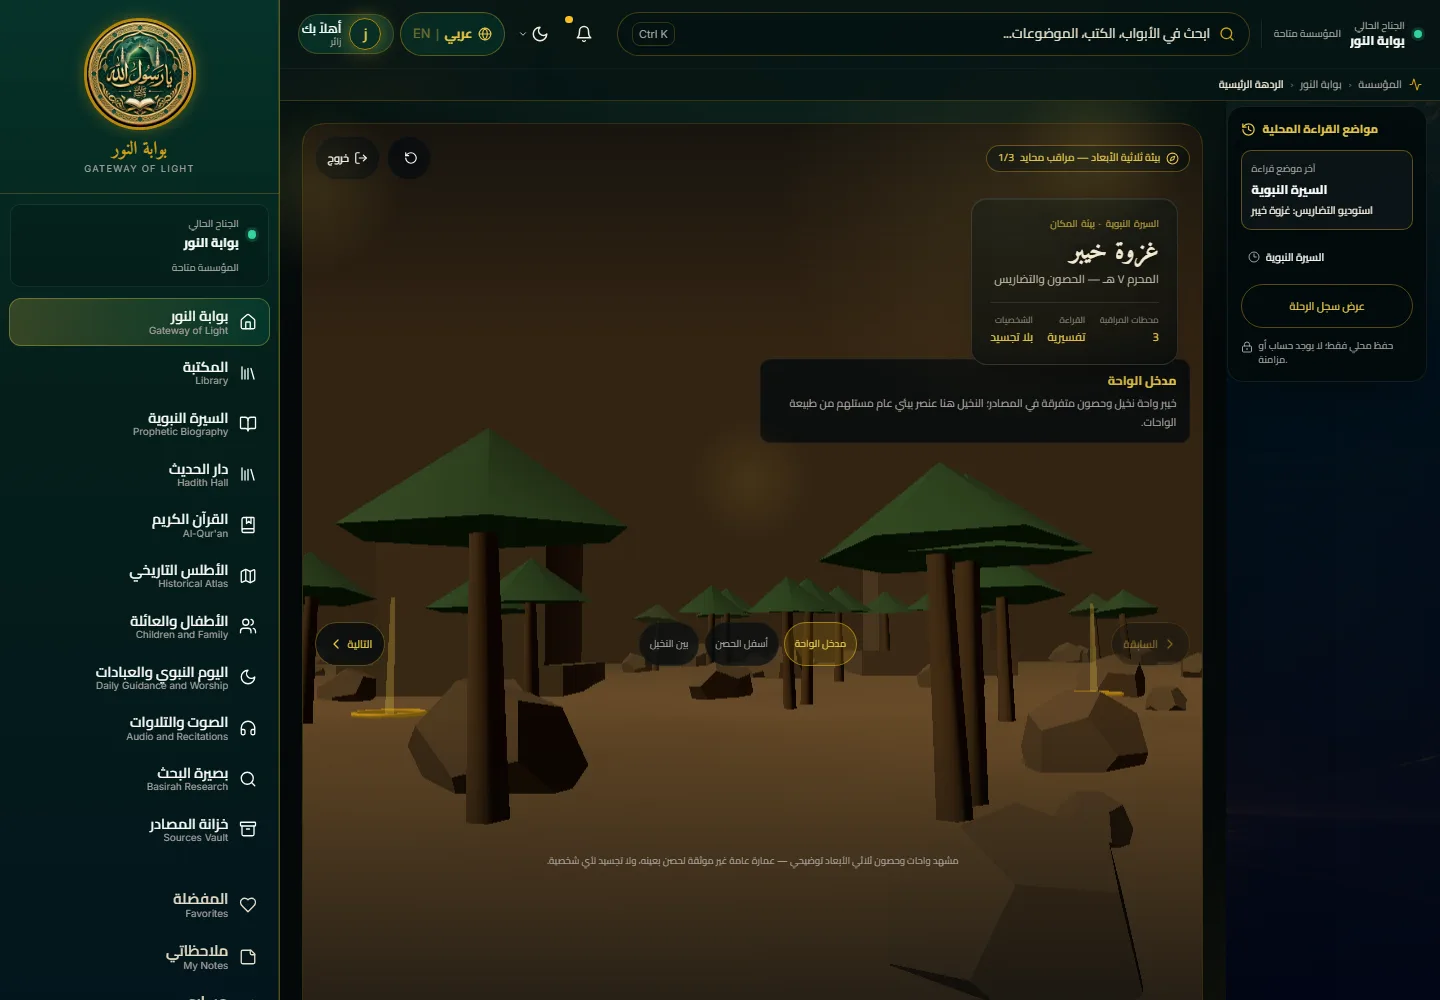 يا رسول الله
بوابة النور
GATEWAY OF LIGHT
الجناح الحالي
بوابة النور
المؤسسة متاحة
بوابة النور
Gateway of Light
المكتبة
Library
السيرة النبوية
Prophetic Biography
دار الحديث
Hadith Hall
القرآن الكريم
Al-Qur'an
الأطلس التاريخي
Historical Atlas
الأطفال والعائلة
Children and Family
اليوم النبوي والعبادات
Daily Guidance and Worship
الصوت والتلاوات
Audio and Recitations
بصيرة البحث
Basirah Research
خزانة المصادر
Sources Vault
المفضلة
Favorites
ملاحظاتي
My Notes
الجناح الحالي
بوابة النور
المؤسسة متاحة
ابحث في الأبواب، الكتب، الموضوعات...
Ctrl K
عربي | EN
ز
أهلاً بك
زائر
المؤسسة › بوابة النور › الردهة الرئيسية
مواضع القراءة المحلية
آخر موضع قراءة
السيرة النبوية
استوديو التضاريس: غزوة خيبر
السيرة النبوية
عرض سجل الرحلة
حفظ محلي فقط؛ لا يوجد حساب أو
مزامنة.
بيئة ثلاثية الأبعاد — مراقب محايد 1/3
خروج
السيرة النبوية · بيئة المكان
غزوة خيبر
المحرم ٧ هـ — الحصون والتضاريس
محطات المراقبة
3
القراءة
تفسيرية
الشخصيات
بلا تجسيد
مدخل الواحة
خيبر واحة نخيل وحصون متفرقة في المصادر؛ النخيل هنا عنصر بيئي عام مستلهم من طبيعة
الواحات.
السابقة
مدخل الواحة
أسفل الحصن
بين النخيل
التالية
مشهد واحات وحصون ثلاثي الأبعاد توضيحي — عمارة عامة غير موثقة لحصن بعينه، ولا تجسيد لأي شخصية.